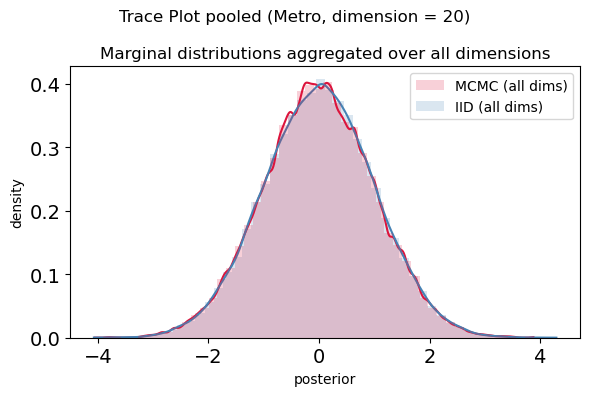 Trace Plot pooled (Metro, dimension = 20)
Marginal distributions aggregated over all dimensions
MCMC (all dims)
IID (all dims)
density
0.4
0.3
0.2
0.1
0.0
−4 −2 0 2 4
posterior